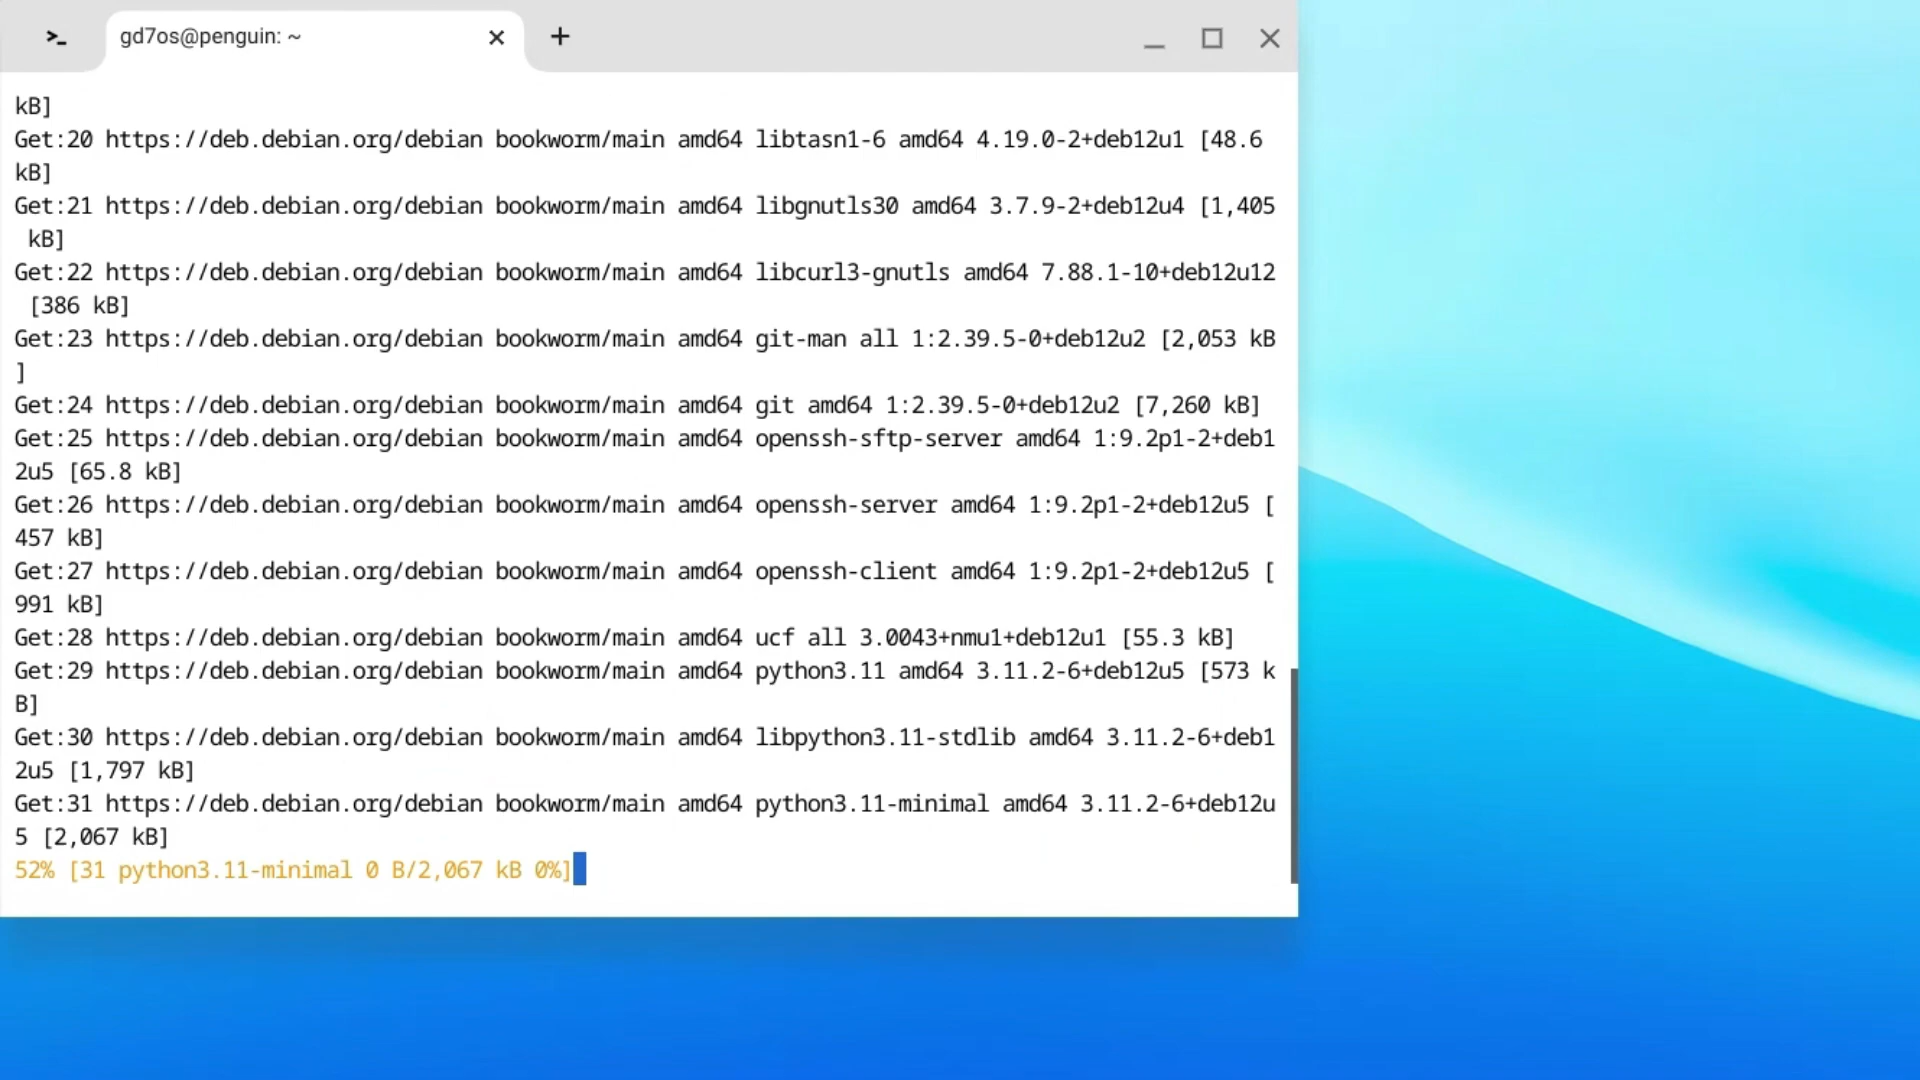 >_ gd7os@penguin: ~
kB]
Get:20 https://deb.debian.org/debian bookworm/main amd64 libtasn1-6 amd64 4.19.0-2+deb12u1 [48.6
kB]
Get:21 https://deb.debian.org/debian bookworm/main amd64 libgnutls30 amd64 3.7.9-2+deb12u4 [1,405
kB]
Get:22 https://deb.debian.org/debian bookworm/main amd64 libcurl3-gnutls amd64 7.88.1-10+deb12u12
[386 kB]
Get:23 https://deb.debian.org/debian bookworm/main amd64 git-man all 1:2.39.5-0+deb12u2 [2,053 kB
]
Get:24 https://deb.debian.org/debian bookworm/main amd64 git amd64 1:2.39.5-0+deb12u2 [7,260 kB]
Get:25 https://deb.debian.org/debian bookworm/main amd64 openssh-sftp-server amd64 1:9.2p1-2+deb1
2u5 [65.8 kB]
Get:26 https://deb.debian.org/debian bookworm/main amd64 openssh-server amd64 1:9.2p1-2+deb12u5 [
457 kB]
Get:27 https://deb.debian.org/debian bookworm/main amd64 openssh-client amd64 1:9.2p1-2+deb12u5 [
991 kB]
Get:28 https://deb.debian.org/debian bookworm/main amd64 ucf all 3.0043+nmu1+deb12u1 [55.3 kB]
Get:29 https://deb.debian.org/debian bookworm/main amd64 python3.11 amd64 3.11.2-6+deb12u5 [573 k
B]
Get:30 https://deb.debian.org/debian bookworm/main amd64 libpython3.11-stdlib amd64 3.11.2-6+deb1
2u5 [1,797 kB]
Get:31 https://deb.debian.org/debian bookworm/main amd64 python3.11-minimal amd64 3.11.2-6+deb12u
5 [2,067 kB]
52% [31 python3.11-minimal 0 B/2,067 kB 0%]